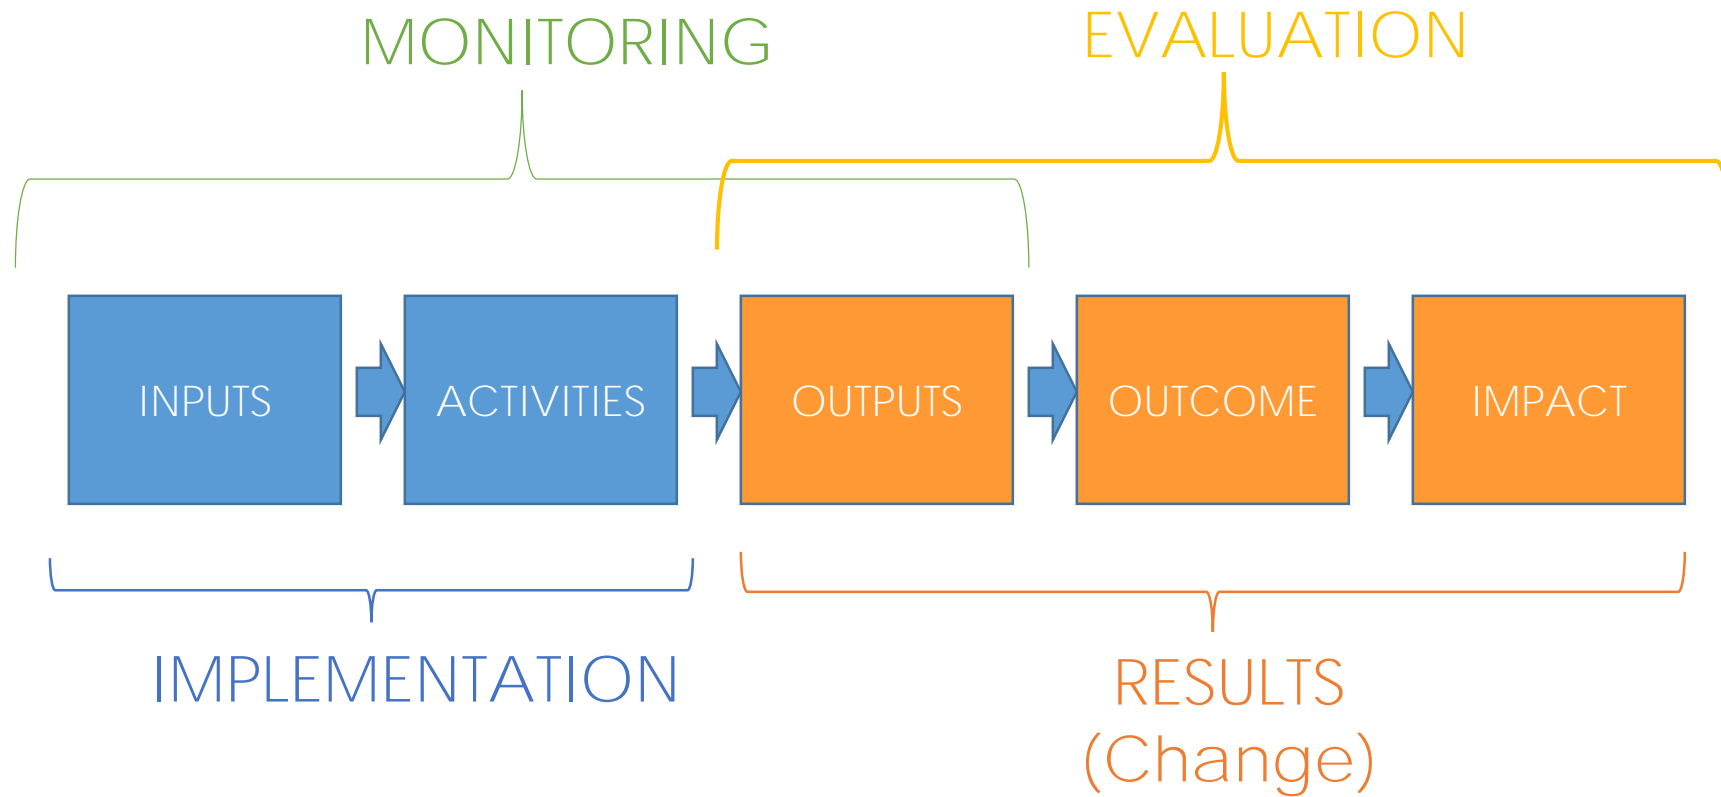 MONITORING
EVALUATION
INPUTS
ACTIVITIES
OUTPUTS
OUTCOME
IMPACT
IMPLEMENTATION
RESULTS
(Change)